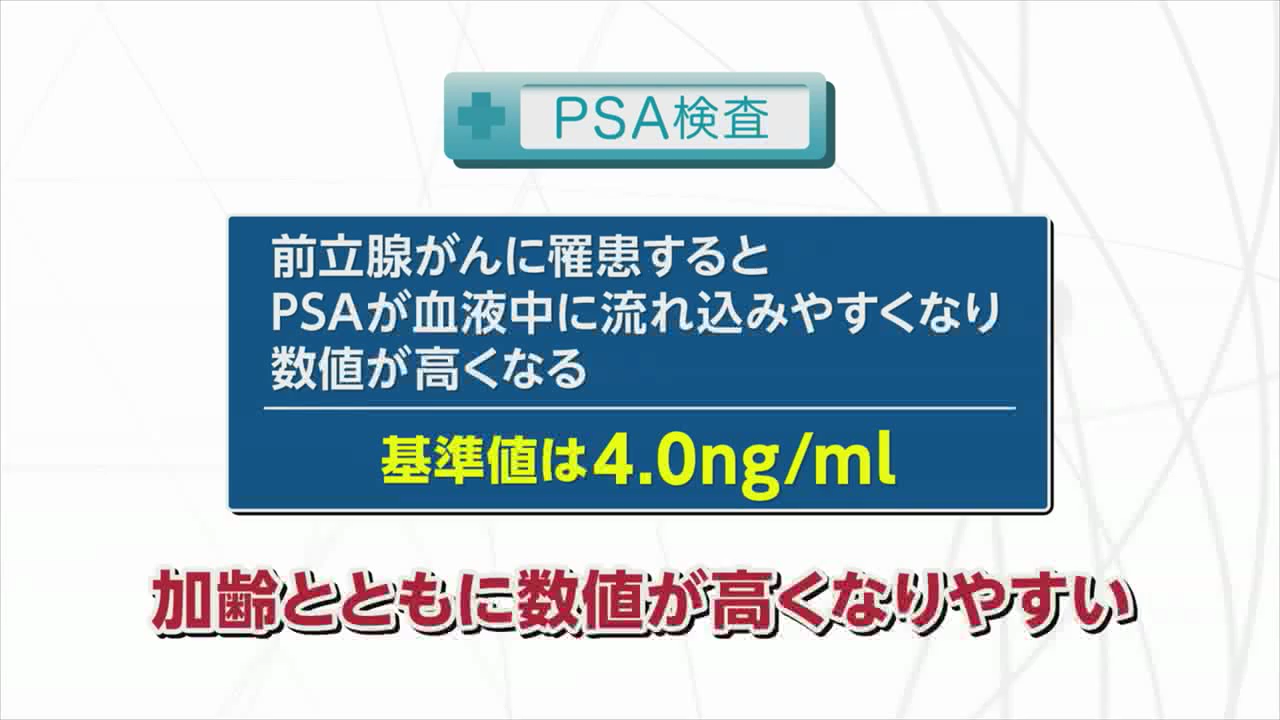 PSA検査
前立腺がんに罹患すると
PSAが血液中に流れ込みやすくなり
数値が高くなる
基準値は4.0ng/ml
加齢とともに数値が高くなりやすい